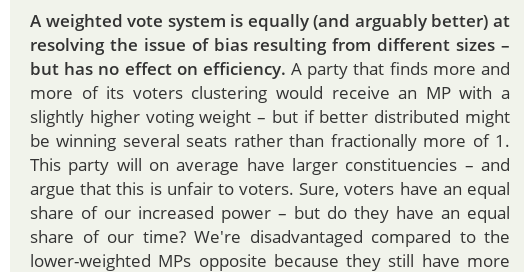 A weighted vote system is equally (and arguably better) at
resolving the issue of bias resulting from different sizes –
but has no effect on efficiency. A party that finds more and
more of its voters clustering would receive an MP with a
slightly higher voting weight – but if better distributed might
be winning several seats rather than fractionally more of 1.
This party will on average have larger constituencies – and
argue that this is unfair to voters. Sure, voters have an equal
share of our increased power – but do they have an equal
share of our time? We're disadvantaged compared to the
lower-weighted MPs opposite because they still have more